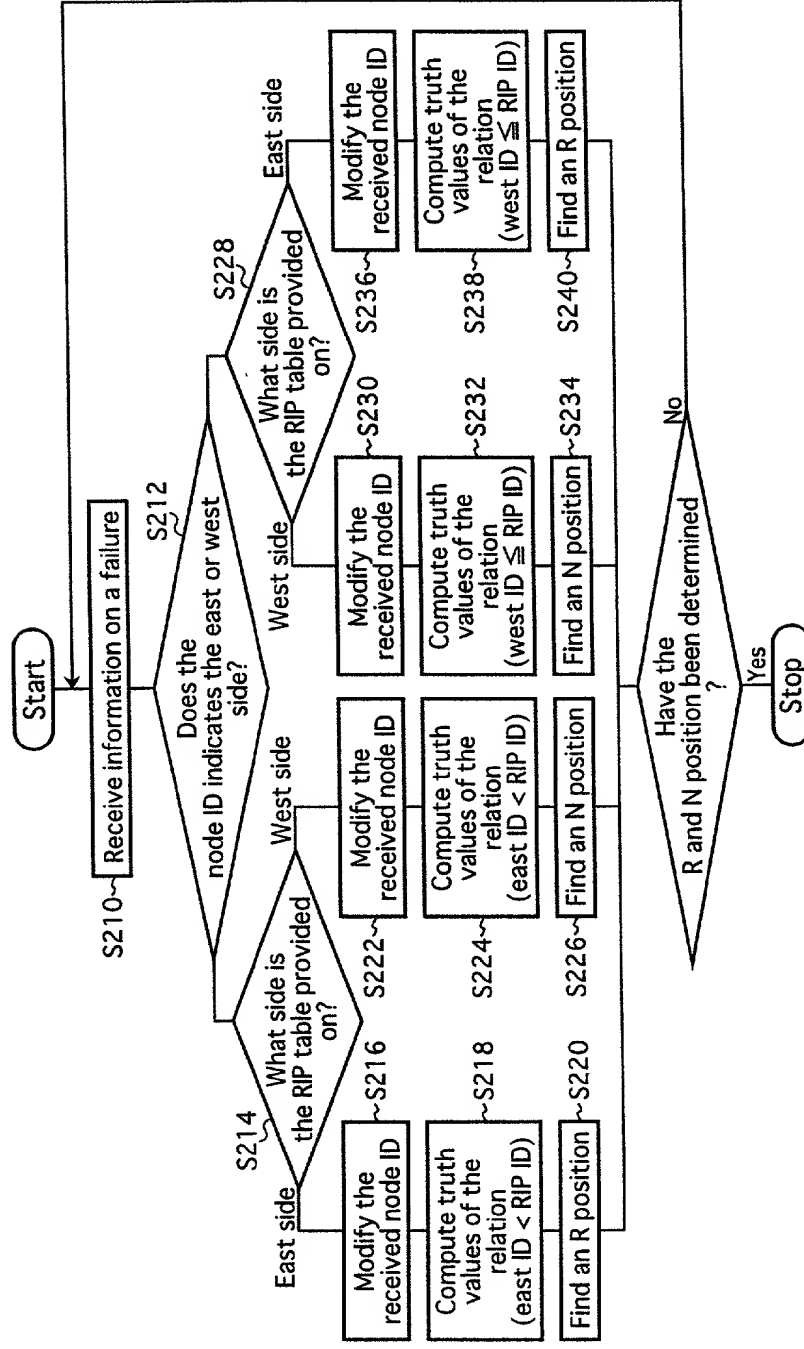 Start
S210
Receive information on a failure
S212
Does the
node ID indicates the east or west
side?
S214
What side is
the RIP table provided
on?
East side
West side
S228
What side is
the RIP table provided
on?
West side
East side
Modify the
received node ID
S216
Compute truth
values of the
relation
(east ID < RIP ID)
S218
Find an R position
S220
S222
Modify the
received node ID
S224
Compute truth
values of the
relation
(east ID < RIP ID)
S226
Find an N position
Modify the
received node ID
S230
Compute truth
values of the
relation
(west ID ≦ RIP ID)
S232
Find an N position
S234
S236
Modify the
received node ID
S238
Compute truth
values of the
relation
(west ID ≦ RIP ID)
S240
Find an R position
Have the
R and N position been determined
?
No
Yes
Stop